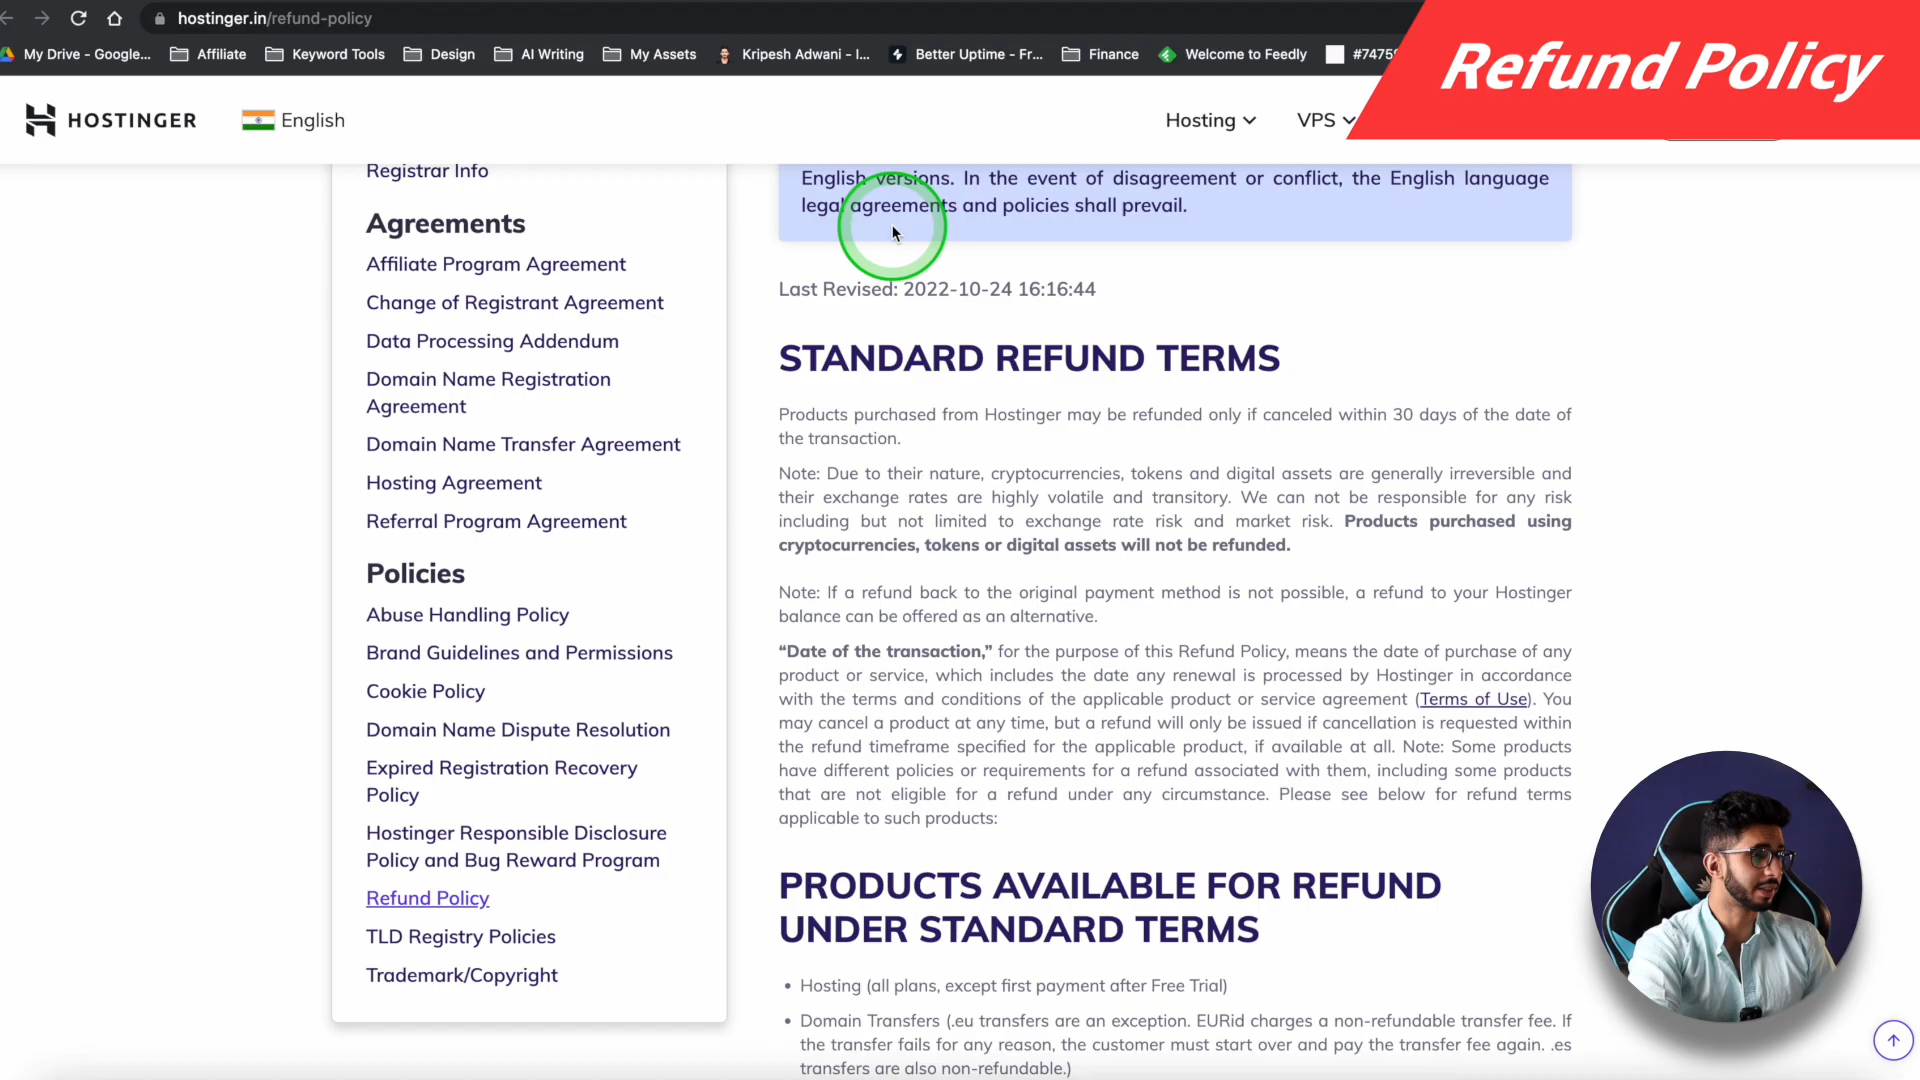 hostinger.in/refund-policy
My Drive - Google... Affiliate Keyword Tools Design AI Writing My Assets Kripesh Adwani - I... Better Uptime - Fr... Finance Welcome to Feedly
Refund Policy
HOSTINGER English Hosting VPS
Registrar Info
Agreements
Affiliate Program Agreement
Change of Registrant Agreement
Data Processing Addendum
Domain Name Registration
Agreement
Domain Name Transfer Agreement
Hosting Agreement
Referral Program Agreement
Policies
Abuse Handling Policy
Brand Guidelines and Permissions
Cookie Policy
Domain Name Dispute Resolution
Expired Registration Recovery
Policy
Hostinger Responsible Disclosure
Policy and Bug Reward Program
Refund Policy
TLD Registry Policies
Trademark/Copyright
English versions. In the event of disagreement or conflict, the English language
legal agreements and policies shall prevail.
Last Revised: 2022-10-24 16:16:44
STANDARD REFUND TERMS
Products purchased from Hostinger may be refunded only if canceled within 30 days of the date of
the transaction.
Note: Due to their nature, cryptocurrencies, tokens and digital assets are generally irreversible and
their exchange rates are highly volatile and transitory. We can not be responsible for any risk
including but not limited to exchange rate risk and market risk. Products purchased using
cryptocurrencies, tokens or digital assets will not be refunded.
Note: If a refund back to the original payment method is not possible, a refund to your Hostinger
balance can be offered as an alternative.
“Date of the transaction,” for the purpose of this Refund Policy, means the date of purchase of any
product or service, which includes the date any renewal is processed by Hostinger in accordance
with the terms and conditions of the applicable product or service agreement (Terms of Use). You
may cancel a product at any time, but a refund will only be issued if cancellation is requested within
the refund timeframe specified for the applicable product, if available at all. Note: Some products
have different policies or requirements for a refund associated with them, including some products
that are not eligible for a refund under any circumstance. Please see below for refund terms
applicable to such products:
PRODUCTS AVAILABLE FOR REFUND
UNDER STANDARD TERMS
• Hosting (all plans, except first payment after Free Trial)
• Domain Transfers (.eu transfers are an exception. EURid charges a non-refundable transfer fee. If
the transfer fails for any reason, the customer must start over and pay the transfer fee again. .es
transfers are also non-refundable.)